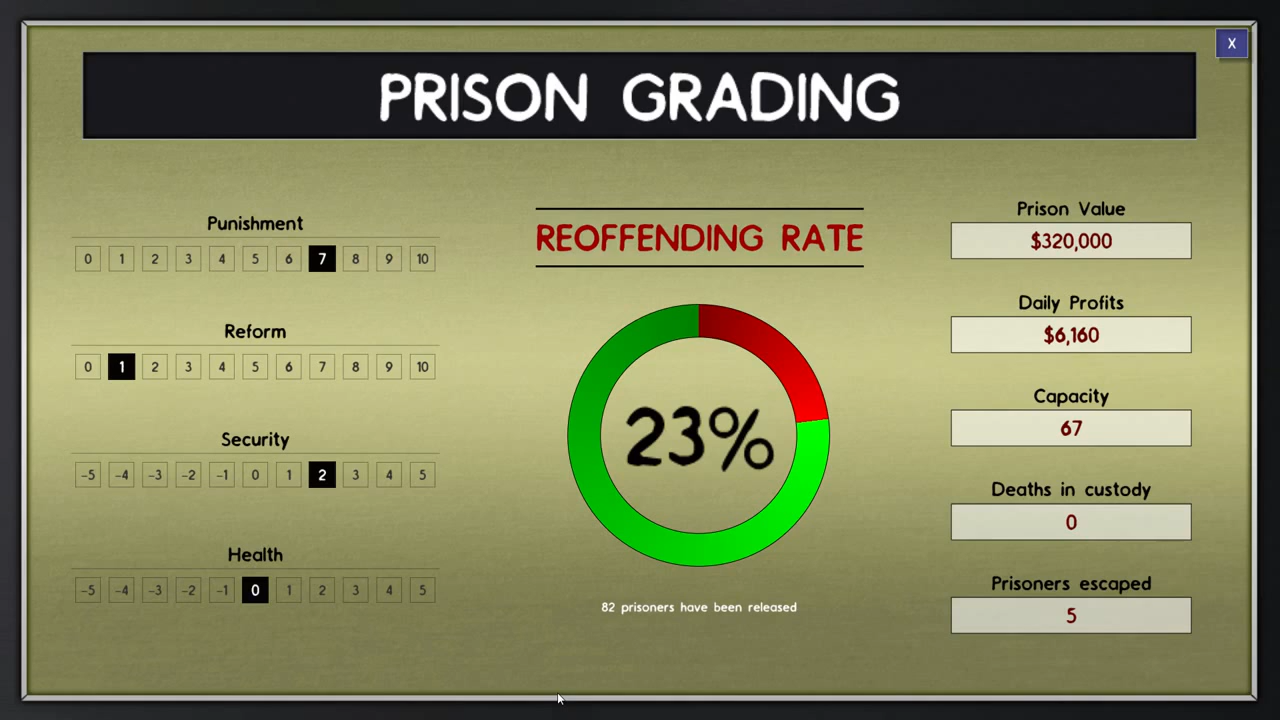 X
PRISON GRADING
Punishment
0 1 2 3 4 5 6 7 8 9 10
Reform
0 1 2 3 4 5 6 7 8 9 10
Security
-5 -4 -3 -2 -1 0 1 2 3 4 5
Health
-5 -4 -3 -2 -1 0 1 2 3 4 5
REOFFENDING RATE
23%
82 prisoners have been released
Prison Value
$320,000
Daily Profits
$6,160
Capacity
67
Deaths in custody
0
Prisoners escaped
5